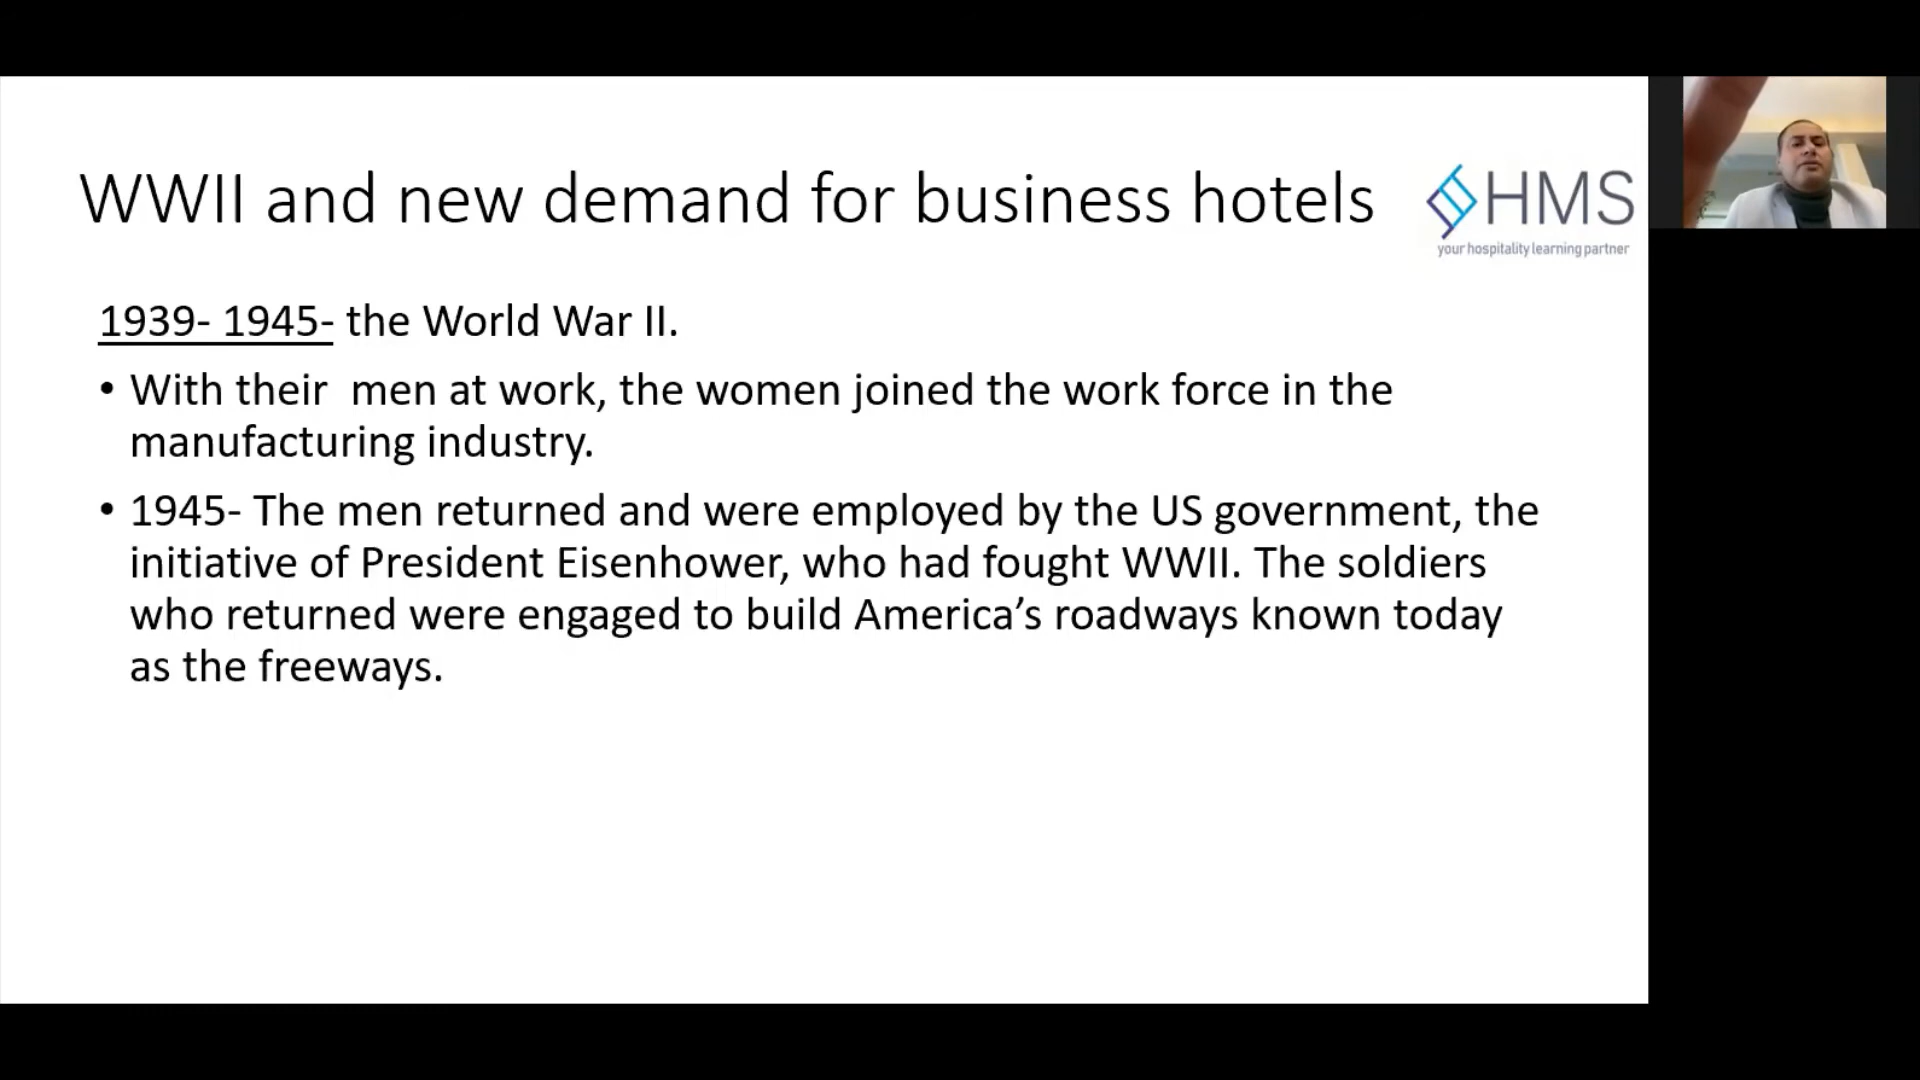 WWII and new demand for business hotels
HMS
your hospitality learning partner
1939- 1945- the World War II.
• With their  men at work, the women joined the work force in the
manufacturing industry.
• 1945- The men returned and were employed by the US government, the
initiative of President Eisenhower, who had fought WWII. The soldiers
who returned were engaged to build America’s roadways known today
as the freeways.